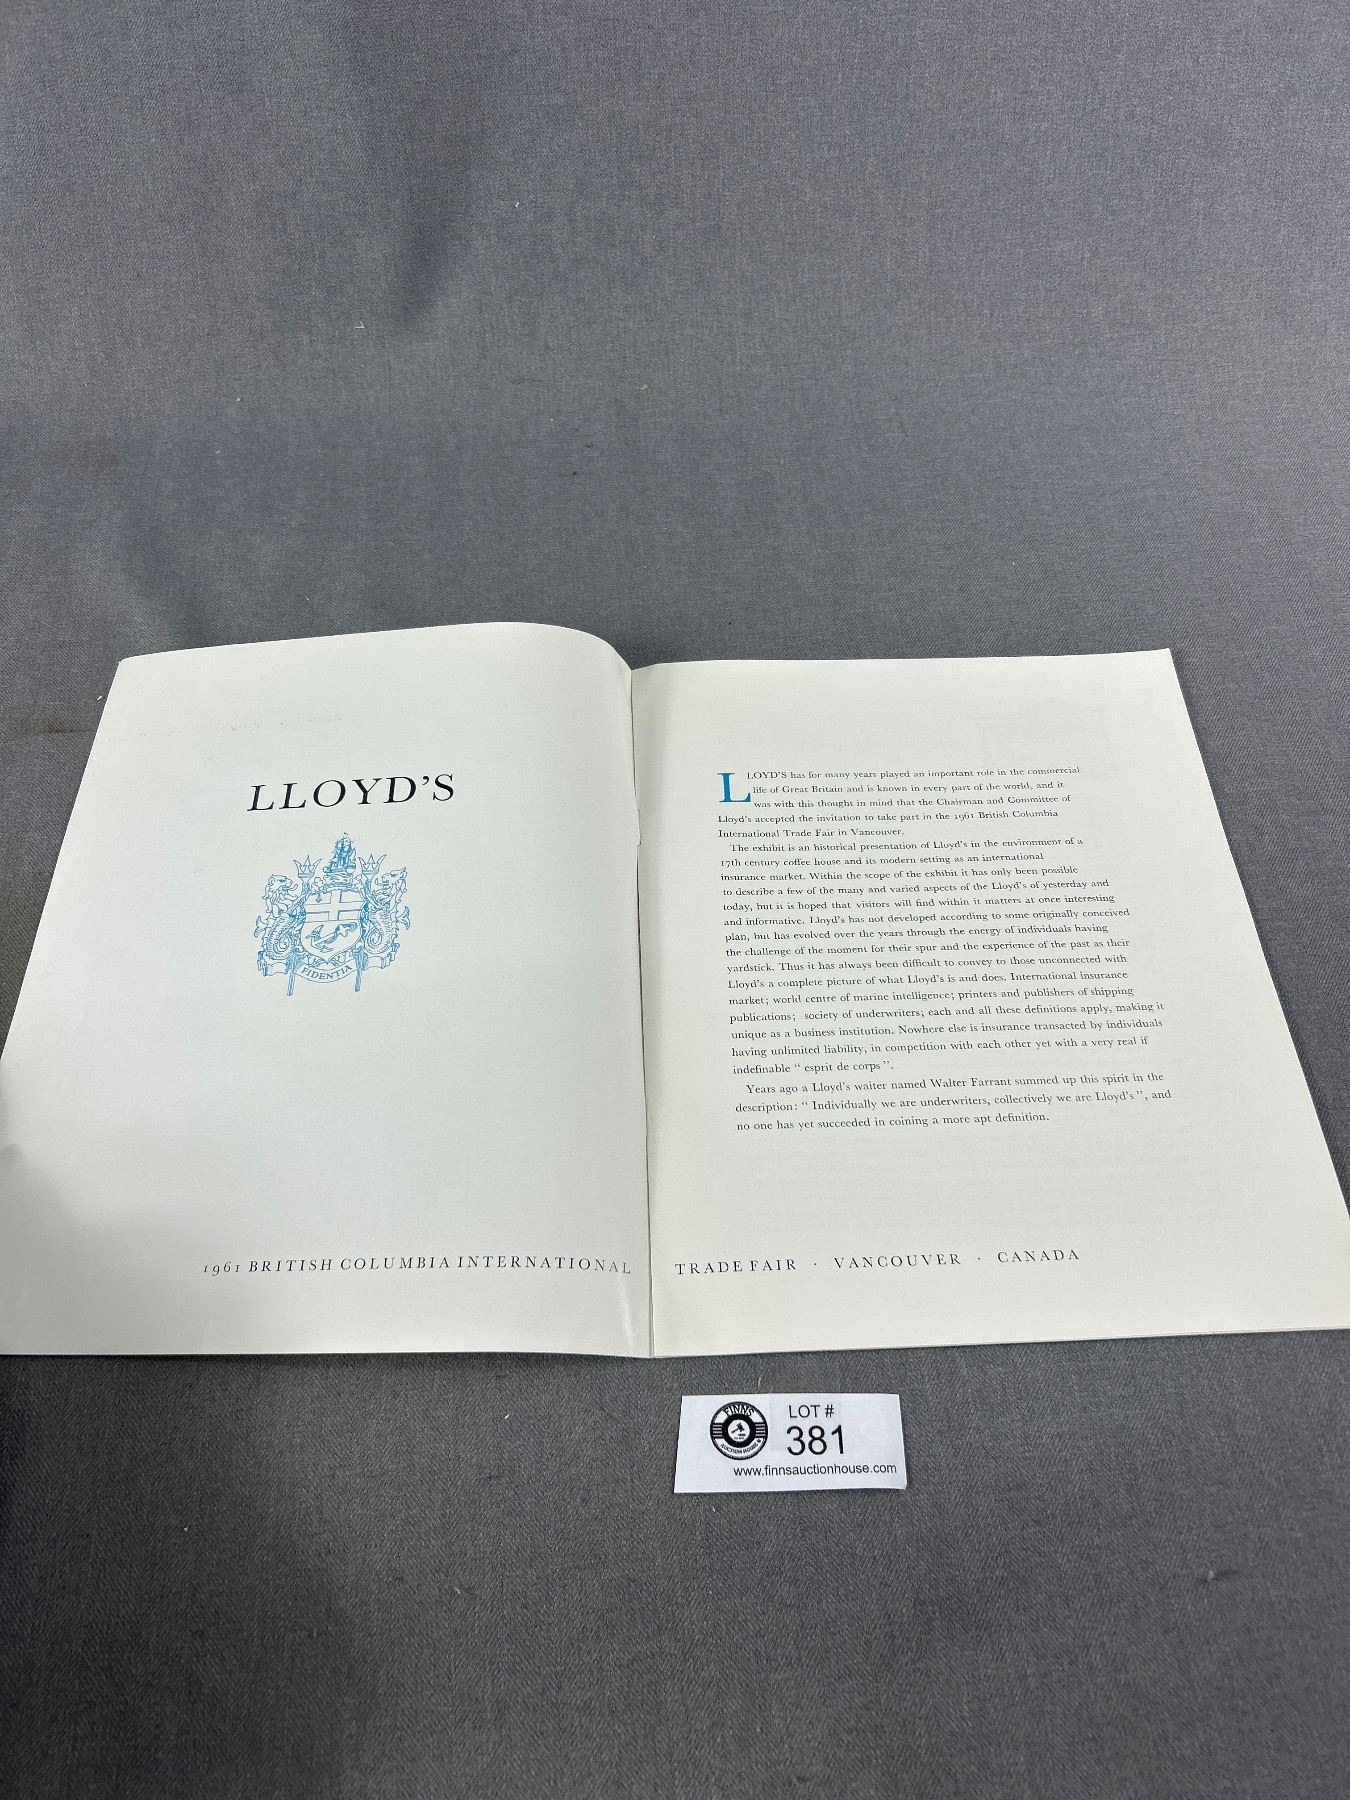 LLOYD'S
FIDENTIA
1961 BRITISH COLUMBIA INTERNATIONAL
LLOYD'S has for many years played an important role in the commercial
life of Great Britain and is known in every part of the world, and it
was with this thought in mind that the Chairman and Committee of
Lloyd's accepted the invitation to take part in the 1961 British Columbia
International Trade Fair in Vancouver.
The exhibit is an historical presentation of Lloyd's in the environment of a
17th century coffee house and its modern setting as an international
insurance market. Within the scope of the exhibit it has only been possible
to describe a few of the many and varied aspects of the Lloyd's of yesterday and
today, but it is hoped that visitors will find within it matters at once interesting
and informative. Lloyd's has not developed according to some originally conceived
plan, but has evolved over the years through the energy of individuals having
the challenge of the moment for their spur and the experience of the past as their
yardstick. Thus it has always been difficult to convey to those unconnected with
Lloyd's a complete picture of what Lloyd's is and does. International insurance
market; world centre of marine intelligence; printers and publishers of shipping
publications; society of underwriters; each and all these definitions apply, making it
unique as a business institution. Nowhere else is insurance transacted by individuals
having unlimited liability, in competition with each other yet with a very real if
indefinable " esprit de corps ".
Years ago a Lloyd's waiter named Walter Farrant summed up this spirit in the
description: " Individually we are underwriters, collectively we are Lloyd's ", and
no one has yet succeeded in coining a more apt definition.
TRADE FAIR · VANCOUVER · CANADA
FINNS
AUCTION HOUSE
LOT #
381
www.finnsauctionhouse.com